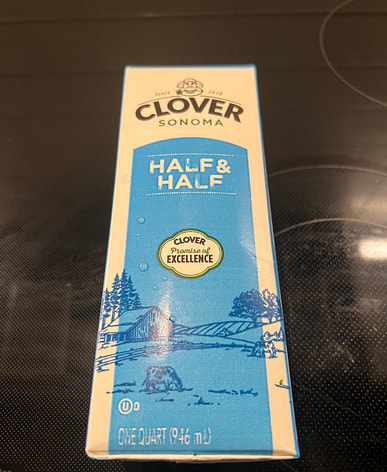 SINCE 1916
CLOVER
SONOMA
HALF &
HALF
CLOVER
Promise of
EXCELLENCE
U D
ONE QUART (946 mL)